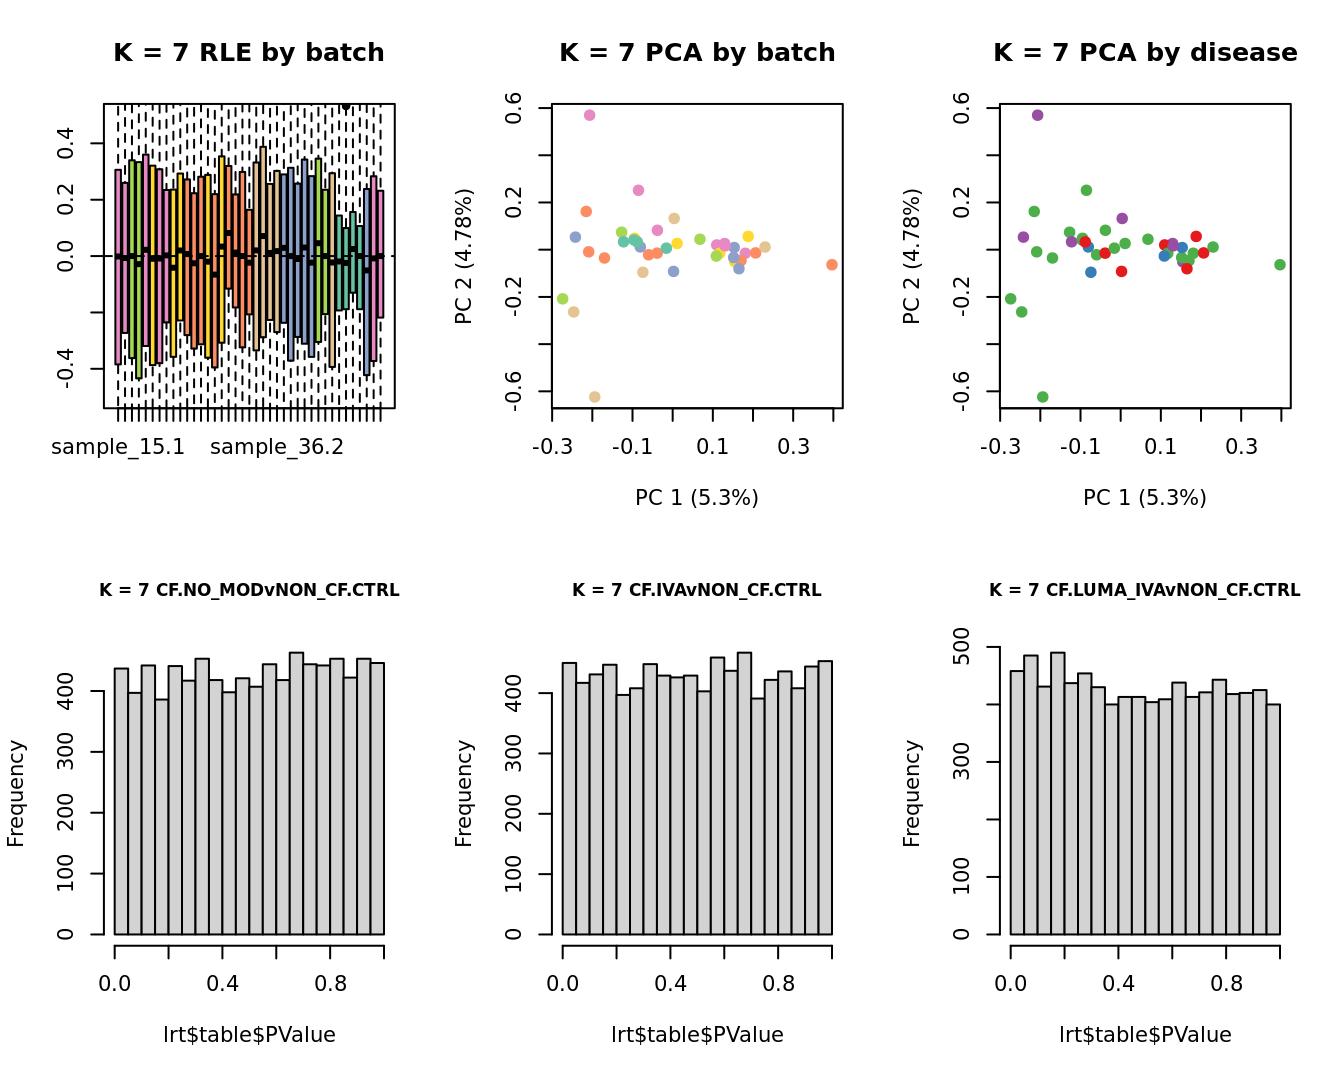 K = 7 RLE by batch
0.4
0.2
0.0
-0.4
sample_15.1 sample_36.2
K = 7 PCA by batch
PC 2 (4.78%)
0.6
0.2
-0.2
-0.6
-0.3 -0.1 0.1 0.3
PC 1 (5.3%)
K = 7 PCA by disease
PC 2 (4.78%)
0.6
0.2
-0.2
-0.6
-0.3 -0.1 0.1 0.3
PC 1 (5.3%)
K = 7 CF.NO_MODvNON_CF.CTRL
Frequency
400
300
200
100
0
0.0 0.4 0.8
lrt$table$PValue
K = 7 CF.IVAvNON_CF.CTRL
Frequency
400
300
200
100
0
0.0 0.4 0.8
lrt$table$PValue
K = 7 CF.LUMA_IVAvNON_CF.CTRL
Frequency
500
300
100
0
0.0 0.4 0.8
lrt$table$PValue